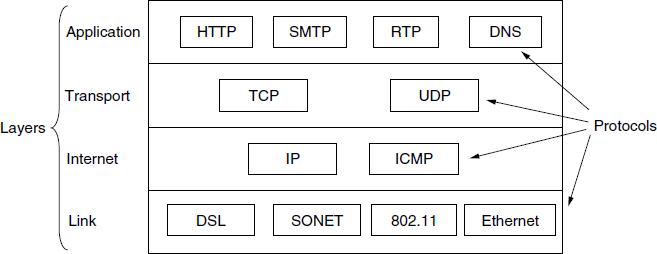 Application HTTP SMTP RTP DNS
Transport TCP UDP
Layers Protocols
Internet IP ICMP
Link DSL SONET 802.11 Ethernet